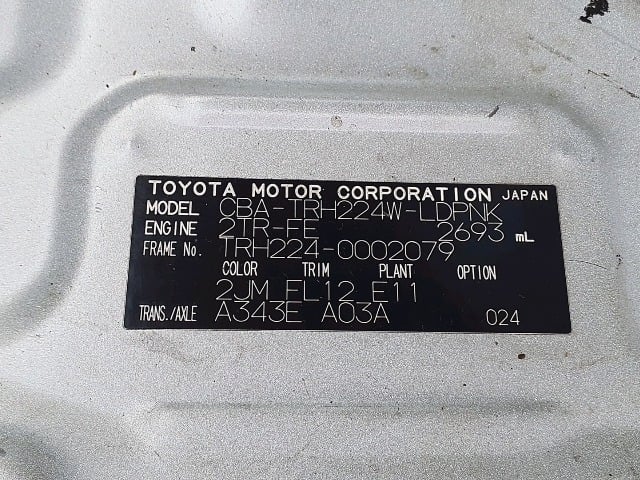 TOYOTA MOTOR CORPORATION JAPAN
MODEL CBA-TRH224W-LDPNK
ENGINE 2TR-FE 2693 mL
FRAME No. TRH224-0002079
COLOR TRIM PLANT OPTION
2JM FL12 E11
TRANS./AXLE A343E A03A 024